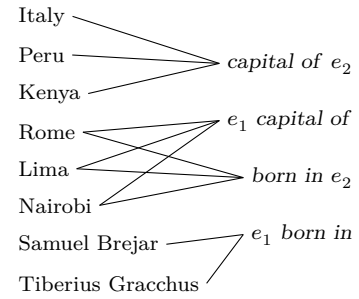 Italy
Peru
Kenya
Rome
Lima
Nairobi
Samuel Brejar
Tiberius Gracchus
capital of e₂
e₁ capital of
born in e₂
e₁ born in